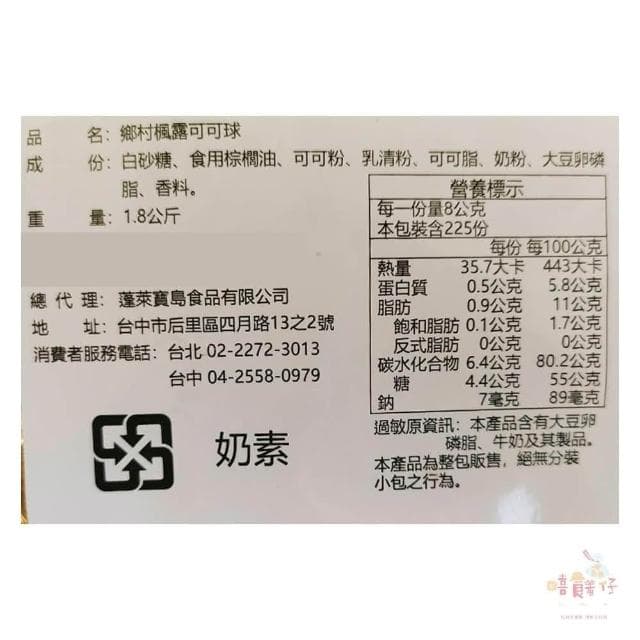 品 名：鄉村楓露可可球
成 份：白砂糖、食用棕櫚油、可可粉、乳清粉、可可脂、奶粉、大豆卵磷
脂、香料。
重 量：1.8公斤
總代理：蓬萊寶島食品有限公司
地 址：台中市后里區四月路13之2號
消費者服務電話：台北 02-2272-3013
台中 04-2558-0979
奶素
營養標示
每一份量8公克
本包裝含225份
每份 每100公克
熱量 35.7大卡 443大卡
蛋白質 0.5公克 5.8公克
脂肪 0.9公克 11公克
飽和脂肪 0.1公克 1.7公克
反式脂肪 0公克 0公克
碳水化合物 6.4公克 80.2公克
糖 4.4公克 55公克
鈉 7毫克 89毫克
過敏原資訊：本產品含有大豆卵
磷脂、牛奶及其製品。
本產品為整包販售，絕無分裝
小包之行為。